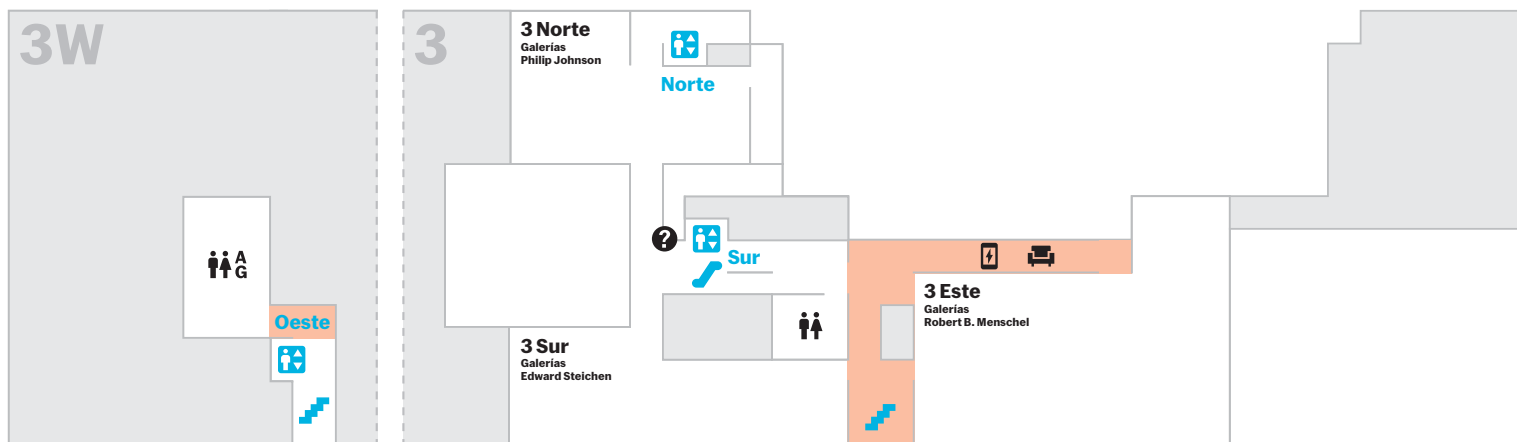 3W
A
G
Oeste
3
3 Norte
Galerías
Philip Johnson
Norte
?
Sur
3 Sur
Galerías
Edward Steichen
3 Este
Galerías
Robert B. Menschel